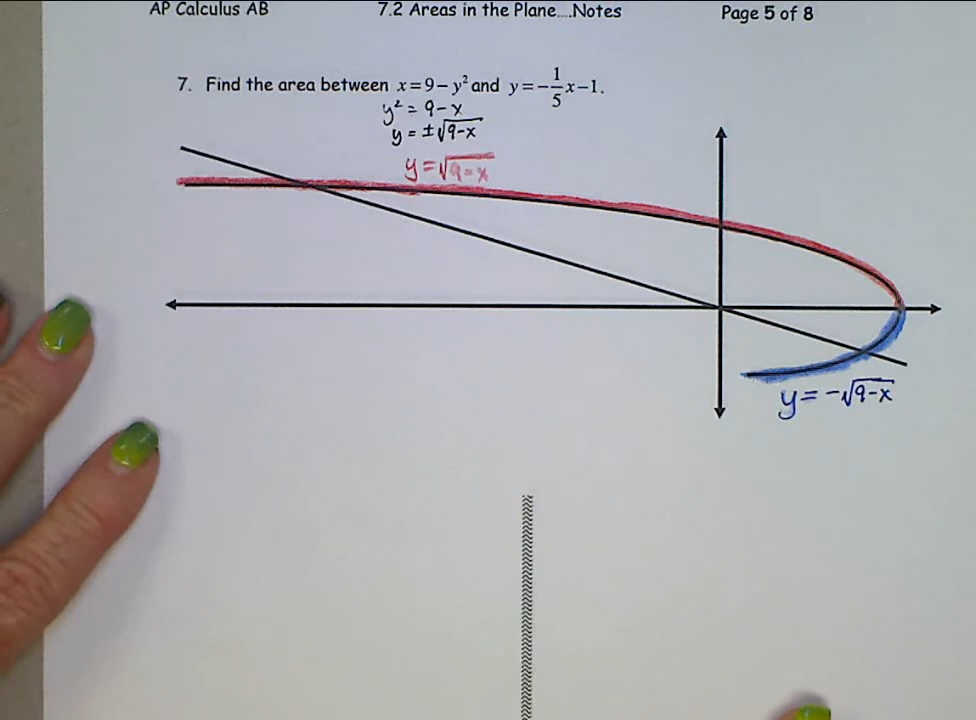 AP Calculus AB 7.2 Areas in the Plane....Notes Page 5 of 8
7. Find the area between x=9−y² and y=−1/5x−1.
y² = 9−x
y = ±√9−x
y=√9−x
y=−√9−x